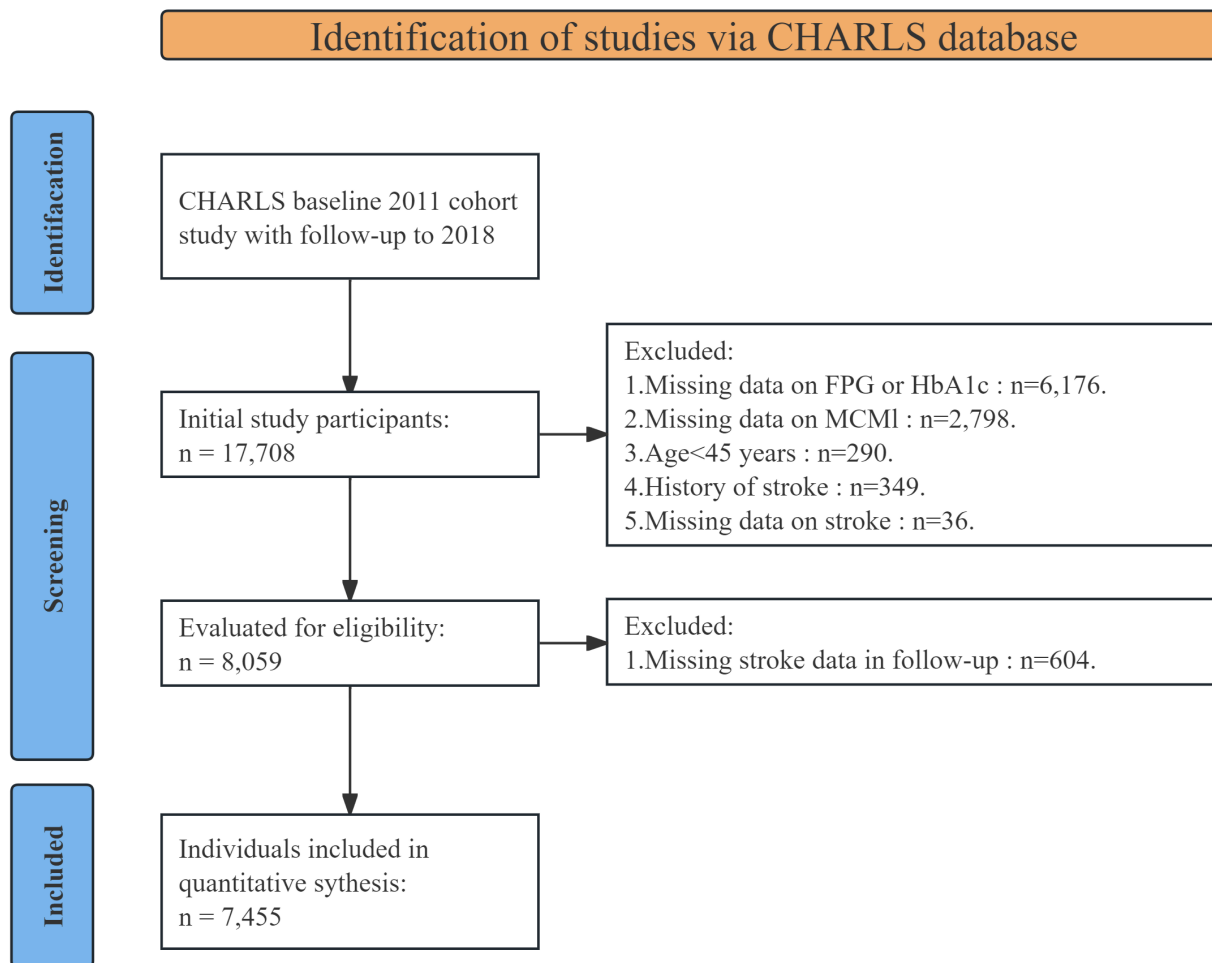 Identification of studies via CHARLS database
Identifacation
CHARLS baseline 2011 cohort
study with follow-up to 2018
Screening
Initial study participants:
n = 17,708
Excluded:
1.Missing data on FPG or HbA1c : n=6,176.
2.Missing data on MCMl : n=2,798.
3.Age<45 years : n=290.
4.History of stroke : n=349.
5.Missing data on stroke : n=36.
Evaluated for eligibility:
n = 8,059
Excluded:
1.Missing stroke data in follow-up : n=604.
Included
Individuals included in
quantitative sythesis:
n = 7,455